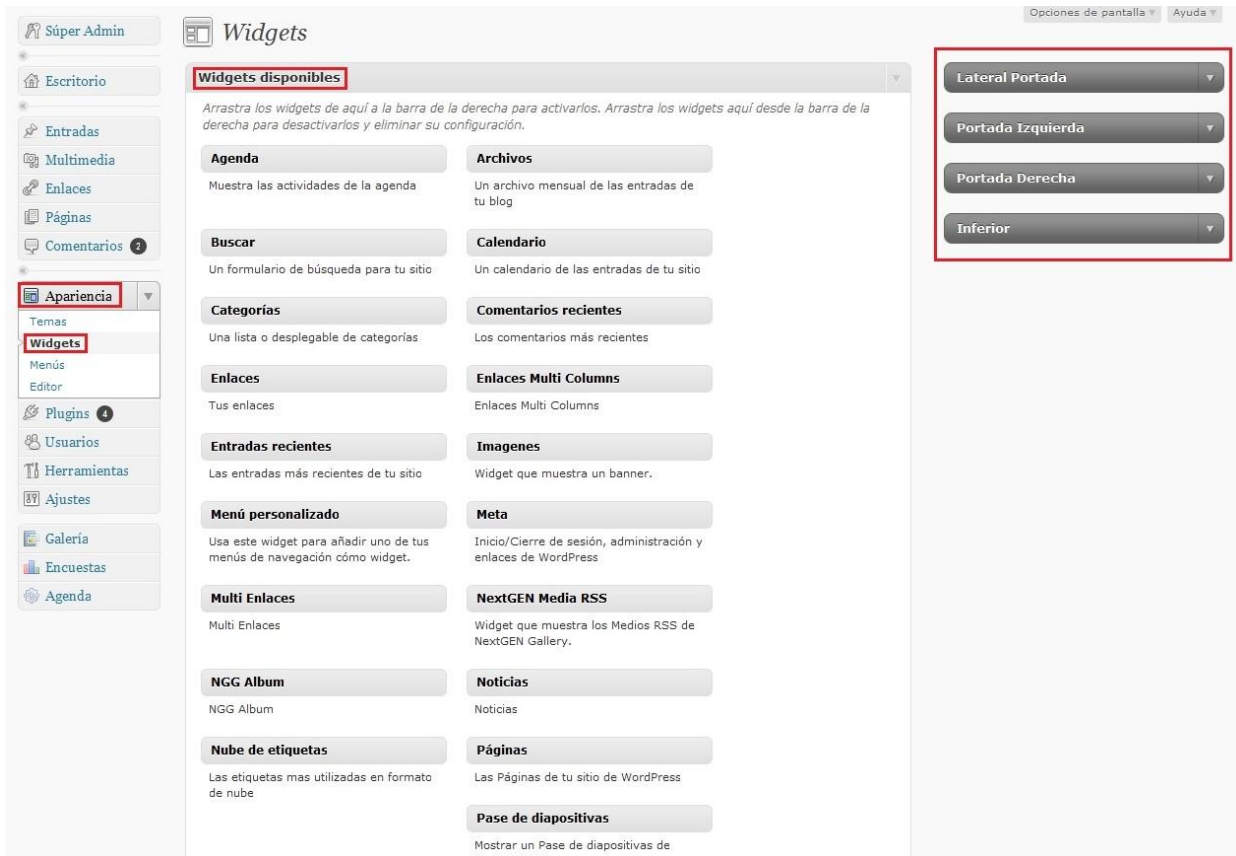 Opciones de pantalla
Ayuda
Súper Admin
Escritorio
Entradas
Multimedia
Enlaces
Páginas
Comentarios 2
Apariencia
Temas
Widgets
Menús
Editor
Plugins 4
Usuarios
Herramientas
Ajustes
Galería
Encuestas
Agenda
Widgets
Widgets disponibles
Arrastra los widgets de aquí a la barra de la derecha para activarlos. Arrastra los widgets aquí desde la barra de la
derecha para desactivarlos y eliminar su configuración.
Agenda
Muestra las actividades de la agenda
Archivos
Un archivo mensual de las entradas de
tu blog
Buscar
Un formulario de búsqueda para tu sitio
Calendario
Un calendario de las entradas de tu sitio
Categorías
Una lista o desplegable de categorías
Comentarios recientes
Los comentarios más recientes
Enlaces
Tus enlaces
Enlaces Multi Columns
Enlaces Multi Columns
Entradas recientes
Las entradas más recientes de tu sitio
Imagenes
Widget que muestra un banner.
Menú personalizado
Usa este widget para añadir uno de tus
menús de navegación cómo widget.
Meta
Inicio/Cierre de sesión, administración y
enlaces de WordPress
Multi Enlaces
Multi Enlaces
NextGEN Media RSS
Widget que muestra los Medios RSS de
NextGEN Gallery.
NGG Album
NGG Album
Noticias
Noticias
Nube de etiquetas
Las etiquetas mas utilizadas en formato
de nube
Páginas
Las Páginas de tu sitio de WordPress
Pase de diapositivas
Mostrar un Pase de diapositivas de
Lateral Portada
Portada Izquierda
Portada Derecha
Inferior